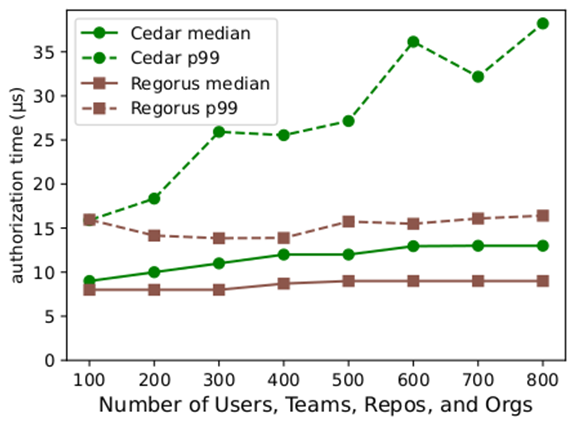 Cedar median
Cedar p99
Regorus median
Regorus p99
authorization time (μs)
35
30
25
20
15
10
5
0
100 200 300 400 500 600 700 800
Number of Users, Teams, Repos, and Orgs